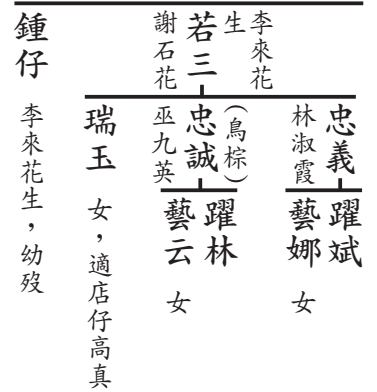 李來花
生
若三
謝石花
鍾仔 李來花生，幼歿
忠義
林淑霞
(鳥棕)
忠誠
巫九英
瑞玉 女，適店仔高真
躍斌
藝娜 女
躍林
藝云 女